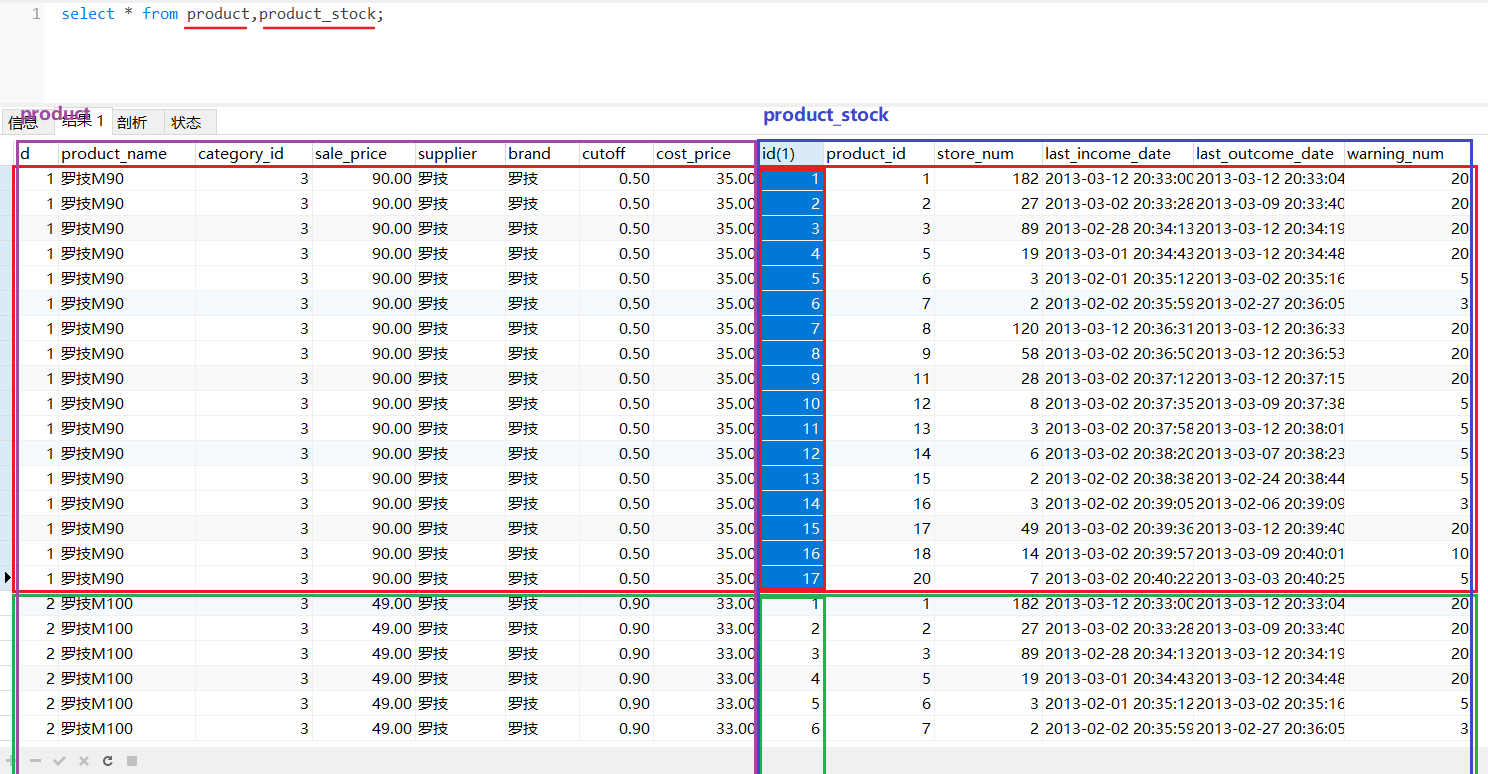 1 select * from product,product_stock;
product product_stock
信息 结果 1 剖析 状态
d product_name category_id sale_price supplier brand cutoff cost_price id(1) product_id store_num last_income_date last_outcome_date warning_num
1 罗技M90 3 90.00 罗技 罗技 0.50 35.00 1 1 182 2013-03-12 20:33:00 2013-03-12 20:33:04 20
1 罗技M90 3 90.00 罗技 罗技 0.50 35.00 2 2 27 2013-03-02 20:33:28 2013-03-09 20:33:40 20
1 罗技M90 3 90.00 罗技 罗技 0.50 35.00 3 3 89 2013-02-28 20:34:13 2013-03-12 20:34:19 20
1 罗技M90 3 90.00 罗技 罗技 0.50 35.00 4 5 19 2013-03-01 20:34:43 2013-03-12 20:34:48 20
1 罗技M90 3 90.00 罗技 罗技 0.50 35.00 5 6 3 2013-02-01 20:35:12 2013-03-02 20:35:16 5
1 罗技M90 3 90.00 罗技 罗技 0.50 35.00 6 7 2 2013-02-02 20:35:59 2013-02-27 20:36:05 3
1 罗技M90 3 90.00 罗技 罗技 0.50 35.00 7 8 120 2013-03-12 20:36:31 2013-03-12 20:36:33 20
1 罗技M90 3 90.00 罗技 罗技 0.50 35.00 8 9 58 2013-03-02 20:36:50 2013-03-12 20:36:53 20
1 罗技M90 3 90.00 罗技 罗技 0.50 35.00 9 11 28 2013-03-02 20:37:12 2013-03-12 20:37:15 20
1 罗技M90 3 90.00 罗技 罗技 0.50 35.00 10 12 8 2013-03-02 20:37:35 2013-03-09 20:37:38 5
1 罗技M90 3 90.00 罗技 罗技 0.50 35.00 11 13 3 2013-03-02 20:37:58 2013-03-12 20:38:01 5
1 罗技M90 3 90.00 罗技 罗技 0.50 35.00 12 14 6 2013-02-02 20:38:20 2013-03-07 20:38:23 5
1 罗技M90 3 90.00 罗技 罗技 0.50 35.00 13 15 2 2013-02-02 20:38:38 2013-02-24 20:38:44 5
1 罗技M90 3 90.00 罗技 罗技 0.50 35.00 14 16 3 2013-02-02 20:39:05 2013-02-06 20:39:09 3
1 罗技M90 3 90.00 罗技 罗技 0.50 35.00 15 17 49 2013-03-02 20:39:36 2013-03-12 20:39:40 20
1 罗技M90 3 90.00 罗技 罗技 0.50 35.00 16 18 14 2013-03-02 20:39:57 2013-03-09 20:40:01 10
1 罗技M90 3 90.00 罗技 罗技 0.50 35.00 17 20 7 2013-03-02 20:40:22 2013-03-03 20:40:25 5
2 罗技M100 3 49.00 罗技 罗技 0.90 33.00 1 1 182 2013-03-12 20:33:00 2013-03-12 20:33:04 20
2 罗技M100 3 49.00 罗技 罗技 0.90 33.00 2 2 27 2013-03-02 20:33:28 2013-03-09 20:33:40 20
2 罗技M100 3 49.00 罗技 罗技 0.90 33.00 3 3 89 2013-02-28 20:34:13 2013-03-12 20:34:19 20
2 罗技M100 3 49.00 罗技 罗技 0.90 33.00 4 5 19 2013-03-01 20:34:43 2013-03-12 20:34:48 20
2 罗技M100 3 49.00 罗技 罗技 0.90 33.00 5 6 3 2013-02-01 20:35:12 2013-03-02 20:35:16 5
2 罗技M100 3 49.00 罗技 罗技 0.90 33.00 6 7 2 2013-02-02 20:35:59 2013-02-27 20:36:05 3